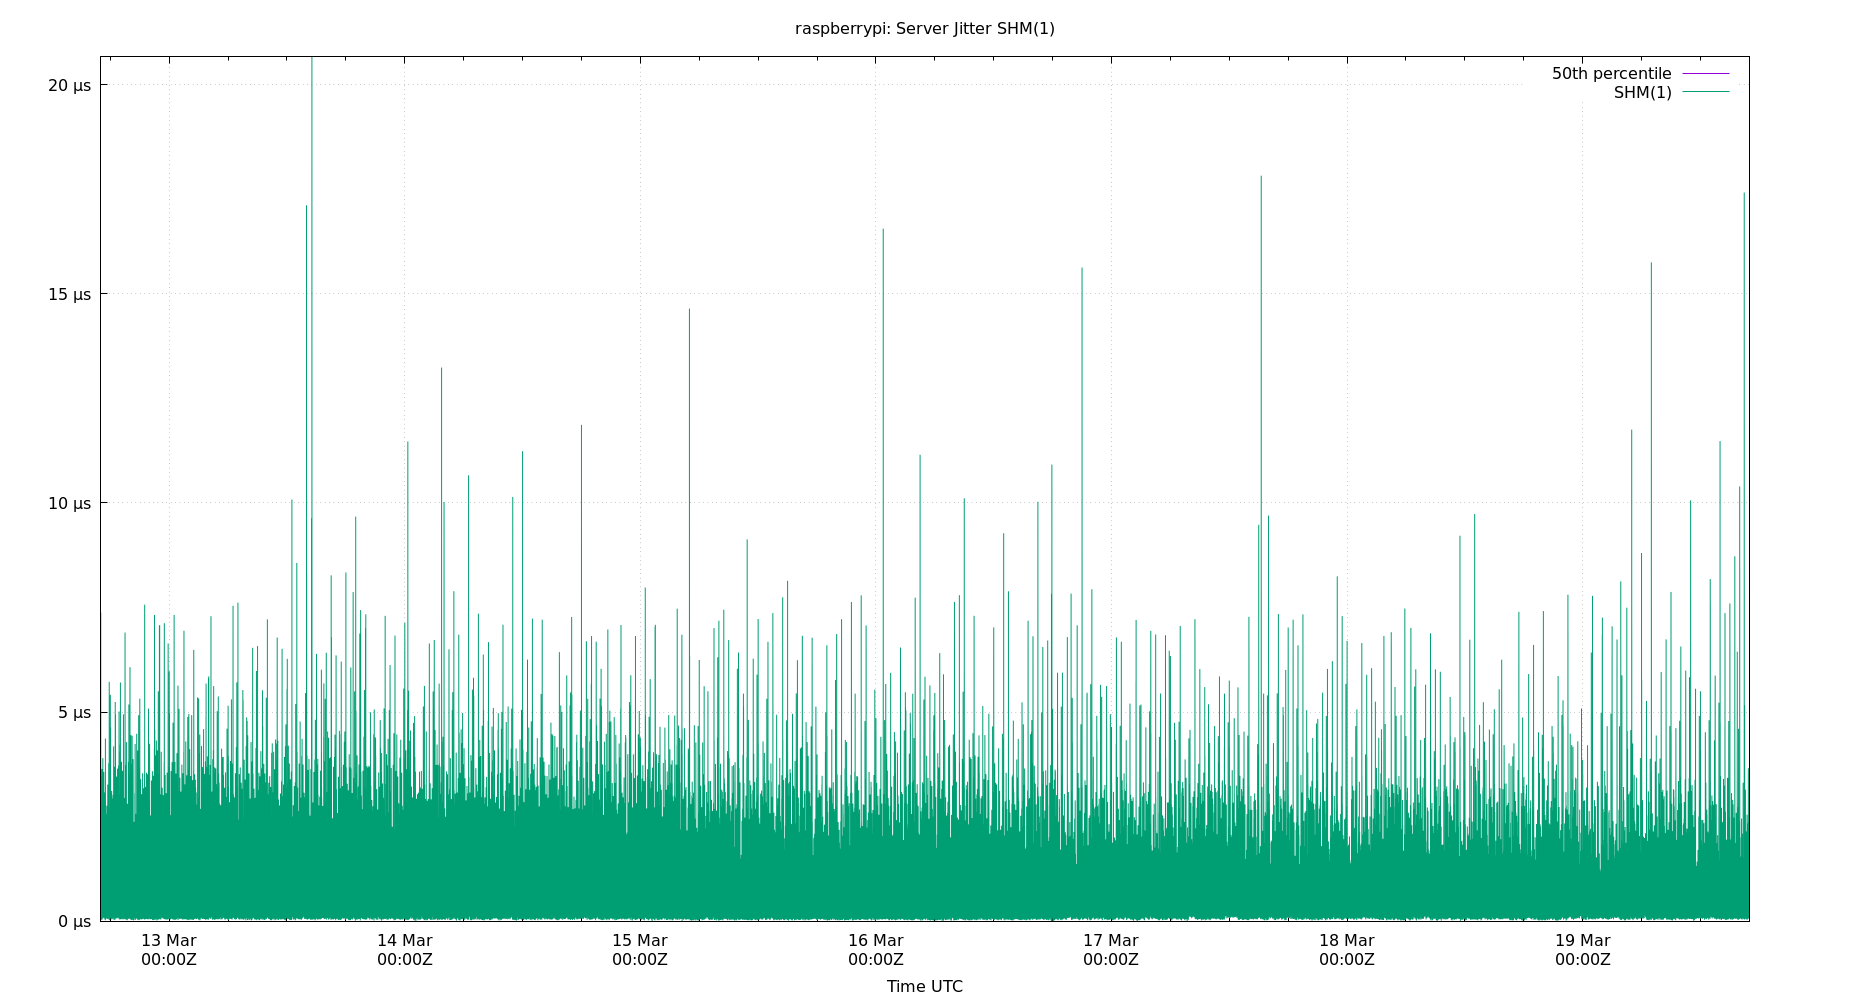 raspberrypi: Server Jitter SHM(1)
50th percentile
SHM(1)
20 µs
15 µs
10 µs
5 µs
0 µs
13 Mar 14 Mar 15 Mar 16 Mar 17 Mar 18 Mar 19 Mar
00:00Z 00:00Z 00:00Z 00:00Z 00:00Z 00:00Z 00:00Z
Time UTC